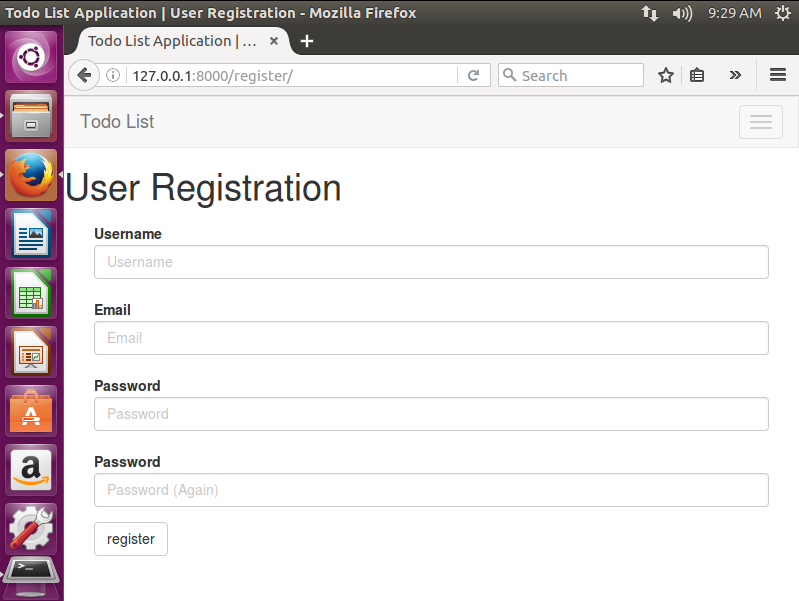 Todo List Application | User Registration - Mozilla Firefox
9:29 AM
Todo List Application | ...
127.0.0.1:8000/register/
Search
Todo List
User Registration
Username
Username
Email
Email
Password
Password
Password
Password (Again)
register